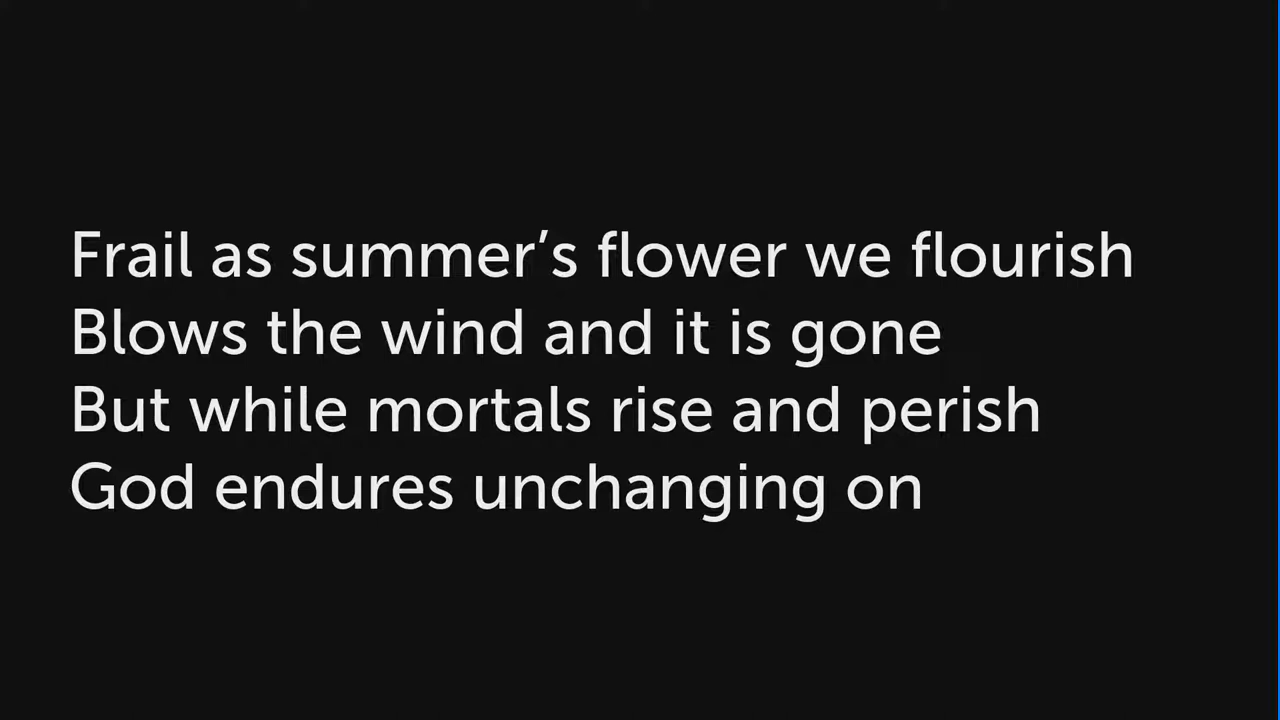 Frail as summer’s flower we flourish
Blows the wind and it is gone
But while mortals rise and perish
God endures unchanging on